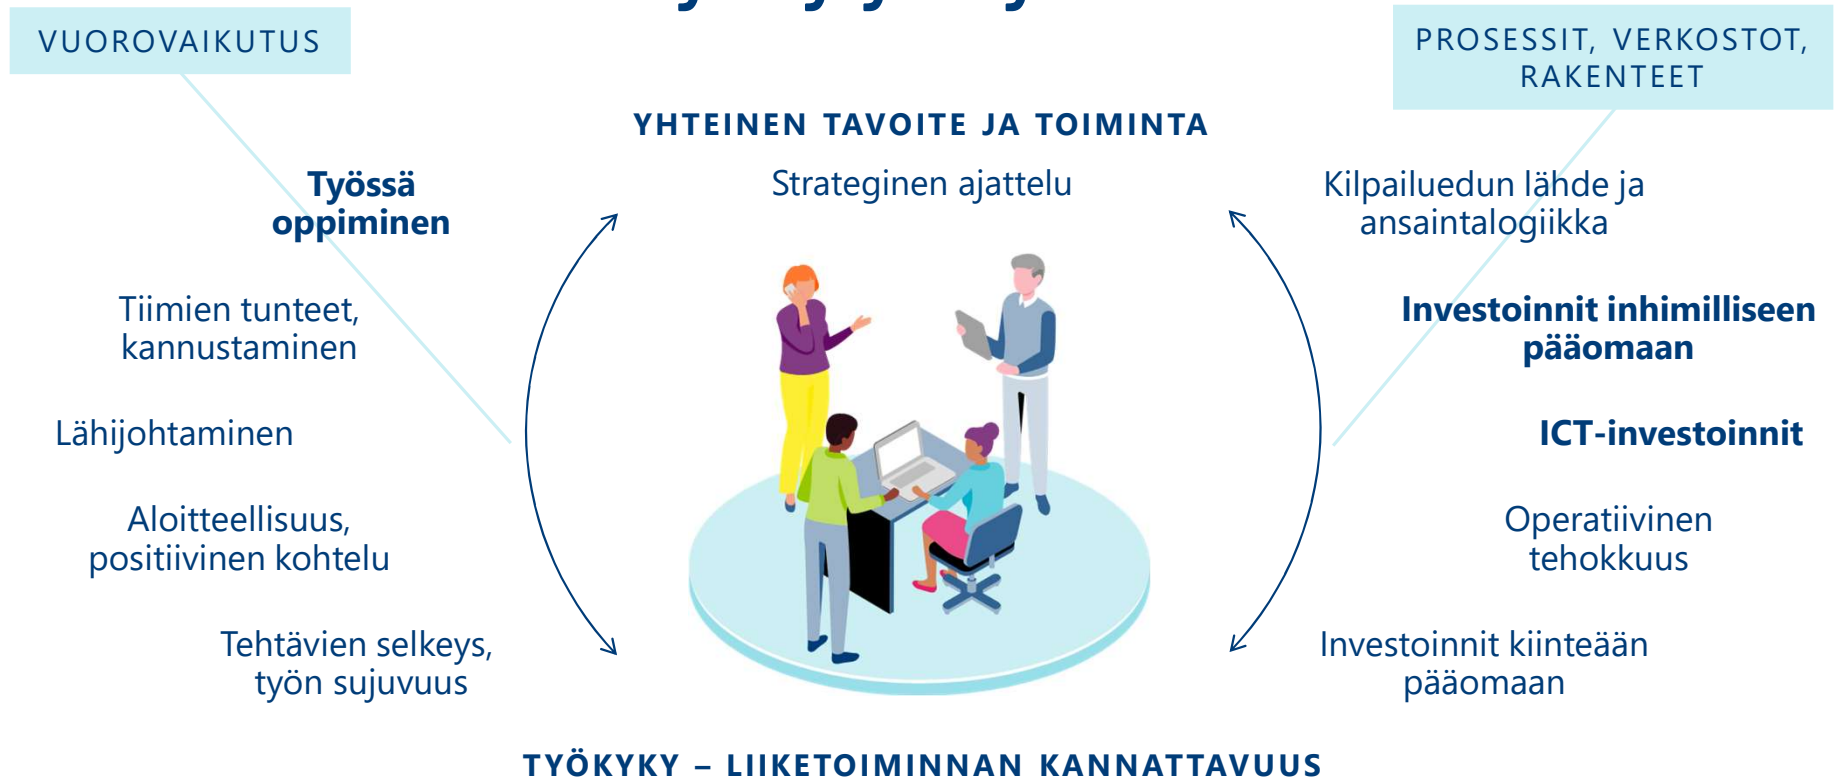 VUOROVAIKUTUS
PROSESSIT, VERKOSTOT,
RAKENTEET
YHTEINEN TAVOITE JA TOIMINTA
Strateginen ajattelu
Työssä
oppiminen
Tiimien tunteet,
kannustaminen
Lähijohtaminen
Aloitteellisuus,
positiivinen kohtelu
Tehtävien selkeys,
työn sujuvuus
Kilpailuedun lähde ja
ansaintalogiikka
Investoinnit inhimilliseen
pääomaan
ICT-investoinnit
Operatiivinen
tehokkuus
Investoinnit kiinteään
pääomaan
TYÖKYKY – LIIKETOIMINNAN KANNATTAVUUS